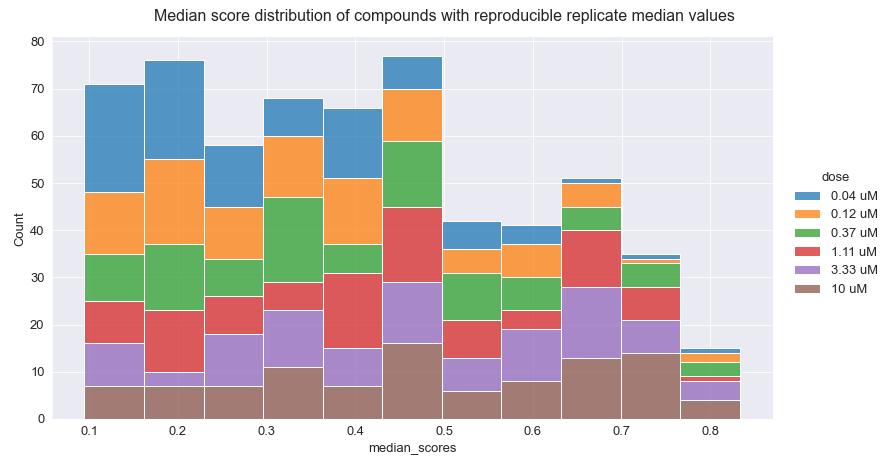 Median score distribution of compounds with reproducible replicate median values
80
70
60
50
40
30
20
10
0
Count
0.1 0.2 0.3 0.4 0.5 0.6 0.7 0.8
median_scores
dose
0.04 uM
0.12 uM
0.37 uM
1.11 uM
3.33 uM
10 uM